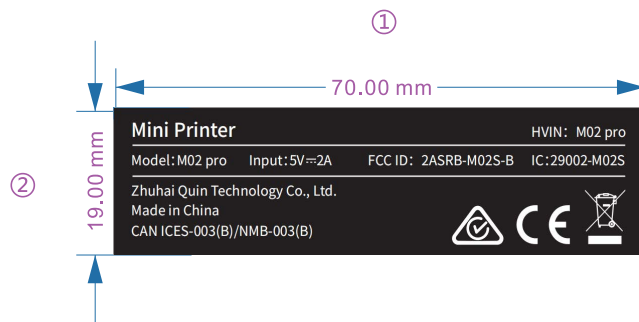 ①
70.00 mm
② 19.00 mm
Mini Printer HVIN: M02 pro
Model:M02 pro Input:5V⎓2A FCC ID: 2ASRB-M02S-B IC:29002-M02S
Zhuhai Quin Technology Co., Ltd.
Made in China
CAN ICES-003(B)/NMB-003(B)
CE